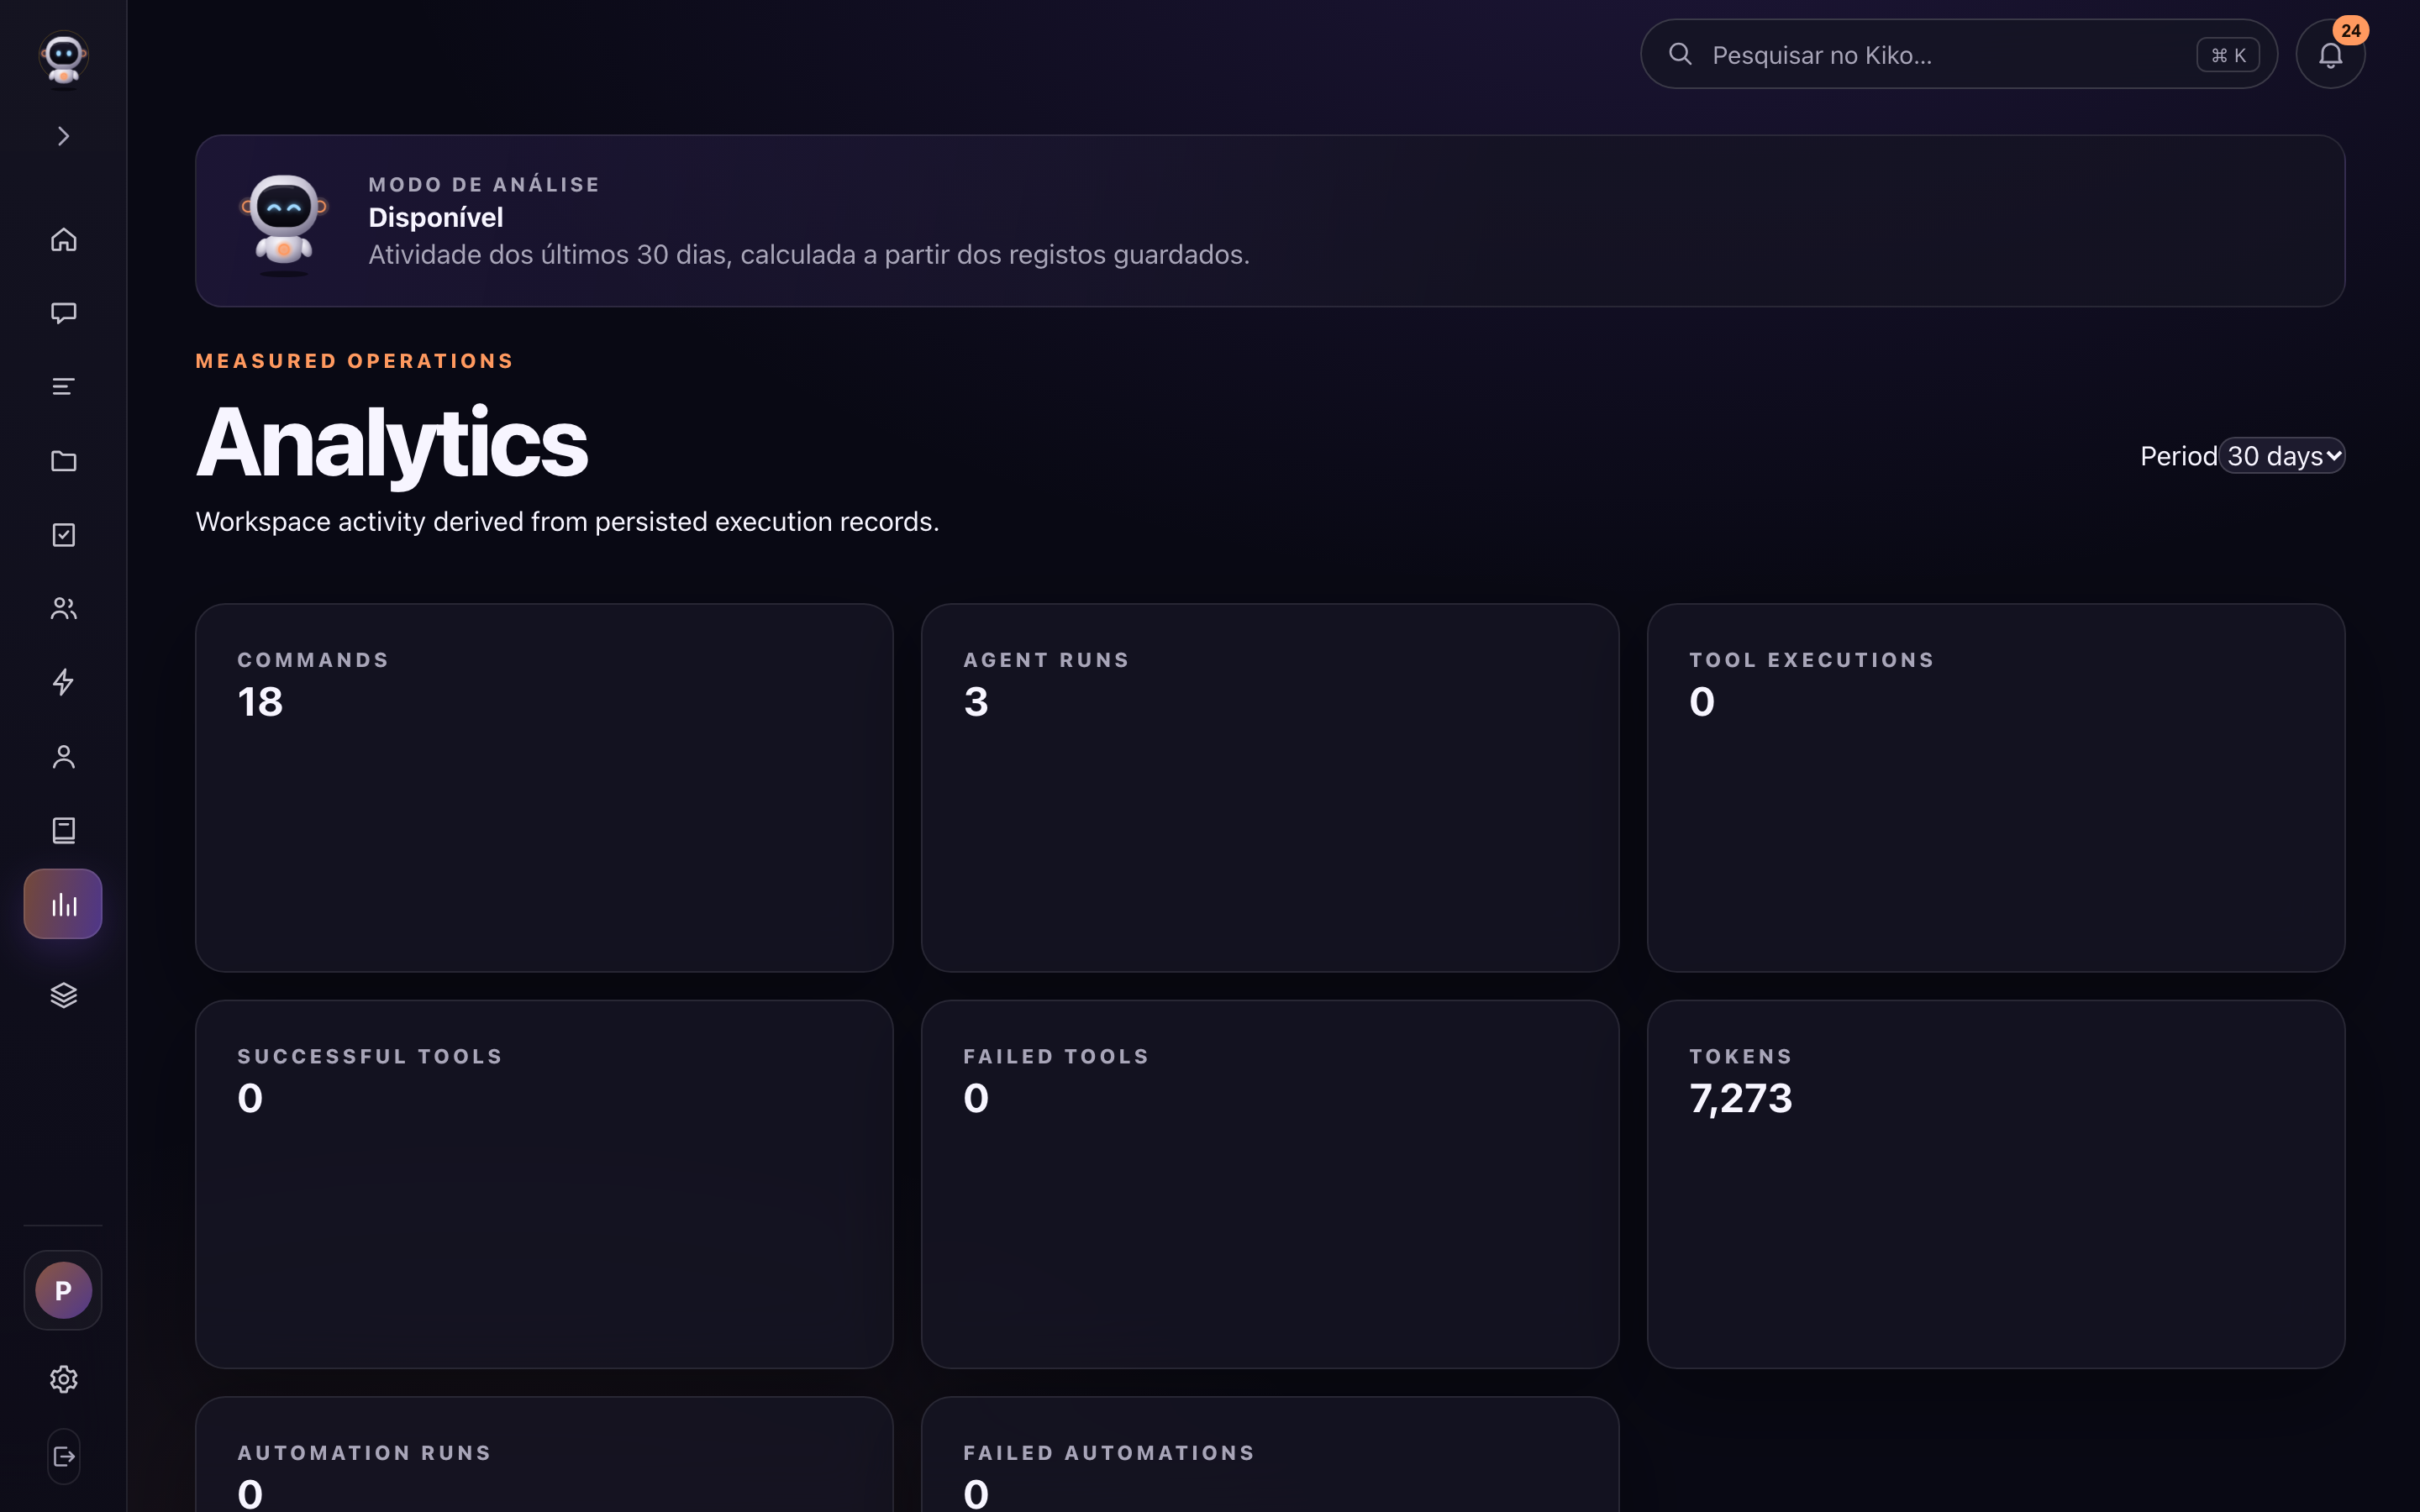 Pesquisar no Kiko...
⌘ K
24
MODO DE ANÁLISE
Disponível
Atividade dos últimos 30 dias, calculada a partir dos registos guardados.
MEASURED OPERATIONS
Analytics
Period 30 days
Workspace activity derived from persisted execution records.
COMMANDS
18
AGENT RUNS
3
TOOL EXECUTIONS
0
SUCCESSFUL TOOLS
0
FAILED TOOLS
0
TOKENS
7,273
AUTOMATION RUNS
0
FAILED AUTOMATIONS
0
P